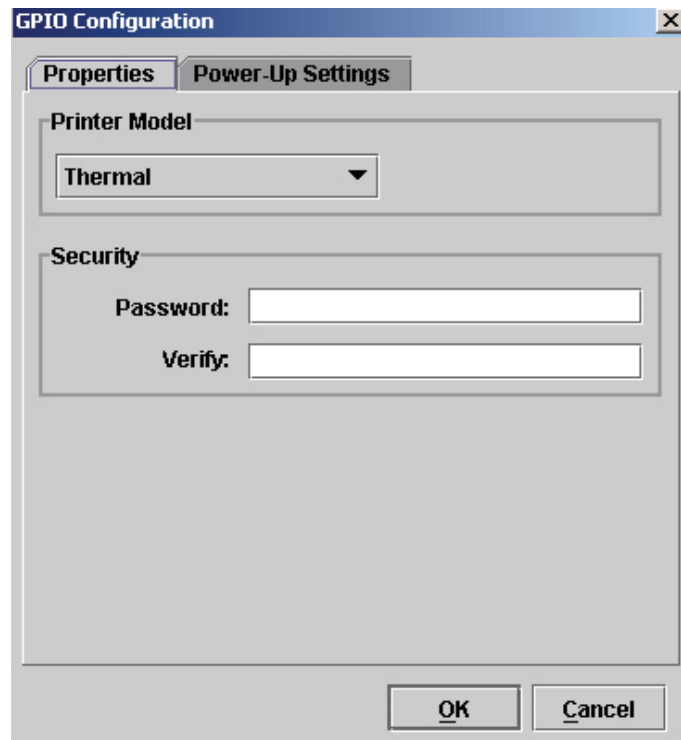 GPIO Configuration
Properties Power-Up Settings
Printer Model
Thermal
Security
Password:
Verify:
OK Cancel